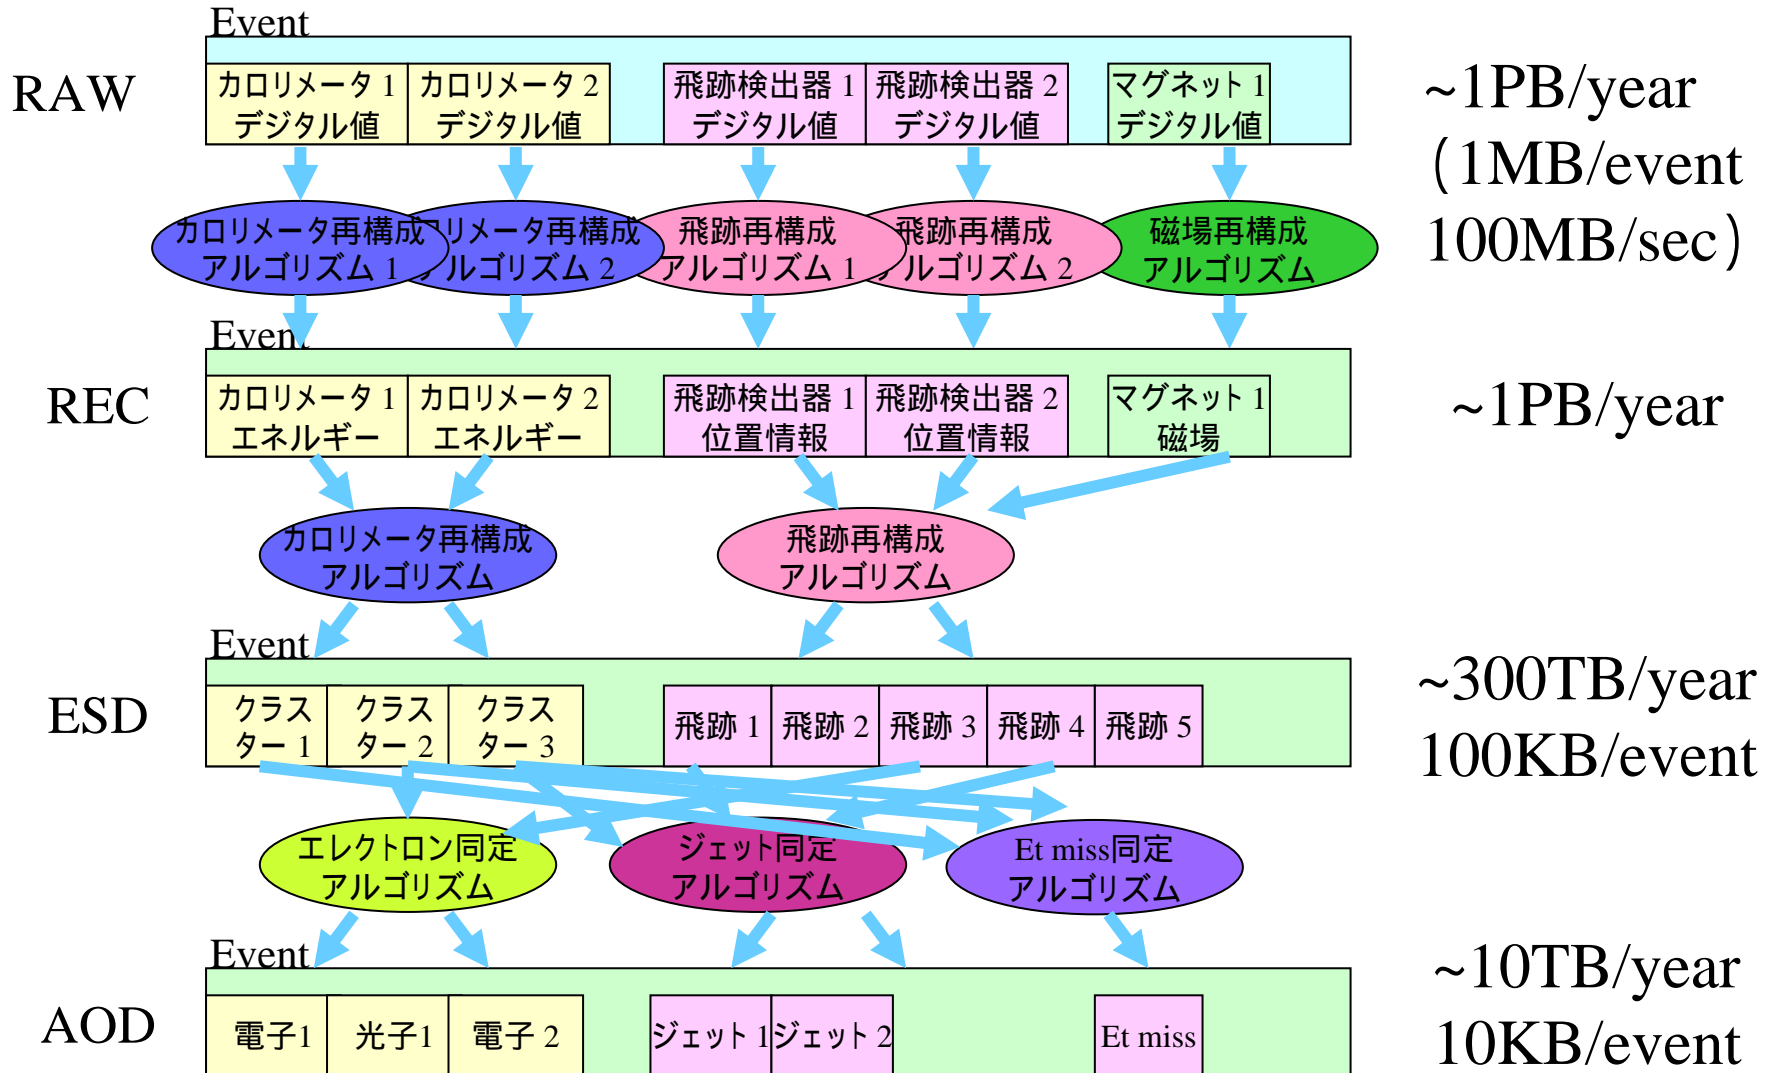 Event
RAW
カロリメータ 1
デジタル値
カロリメータ 2
デジタル値
飛跡検出器 1
デジタル値
飛跡検出器 2
デジタル値
マグネット 1
デジタル値
~1PB/year
(1MB/event
100MB/sec)
カロリメータ再構成
アルゴリズム 1
リメータ再構成
ルゴリズム 2
飛跡再構成
アルゴリズム 1
飛跡再構成
ルゴリズム 2
磁場再構成
アルゴリズム
Event
REC
カロリメータ 1
エネルギー
カロリメータ 2
エネルギー
飛跡検出器 1
位置情報
飛跡検出器 2
位置情報
マグネット 1
磁場
~1PB/year
カロリメータ再構成
アルゴリズム
飛跡再構成
アルゴリズム
Event
ESD
クラス
ター 1
クラス
ター 2
クラス
ター 3
飛跡 1
飛跡 2
飛跡 3
飛跡 4
飛跡 5
~300TB/year
100KB/event
エレクトロン同定
アルゴリズム
ジェット同定
アルゴリズム
Et miss同定
アルゴリズム
Event
AOD
電子1
光子1
電子 2
ジェット 1
ジェット 2
Et miss
~10TB/year
10KB/event